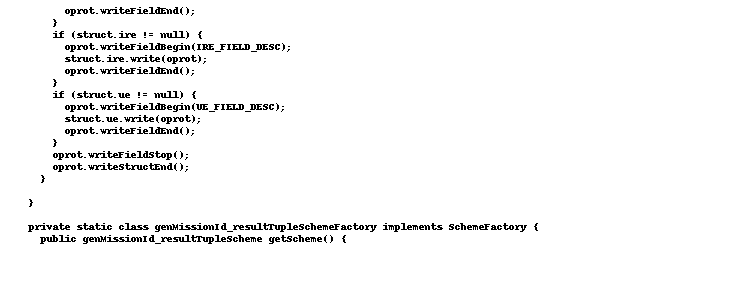 oprot.writeFieldEnd();
}
if (struct.ire != null) {
oprot.writeFieldBegin(IRE_FIELD_DESC);
struct.ire.write(oprot);
oprot.writeFieldEnd();
}
if (struct.ue != null) {
oprot.writeFieldBegin(UE_FIELD_DESC);
struct.ue.write(oprot);
oprot.writeFieldEnd();
}
oprot.writeFieldStop();
oprot.writeStructEnd();
}
}
private static class genMissionId_resultTupleSchemeFactory implements SchemeFactory {
public genMissionId_resultTupleScheme getScheme() {